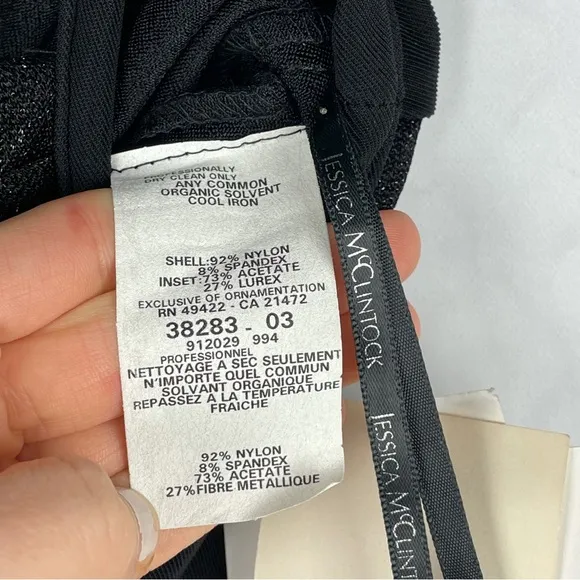 PROFESSIONALLY
DRY CLEAN ONLY
ANY COMMON
ORGANIC SOLVENT
COOL IRON
SHELL:92% NYLON
8% SPANDEX
INSET:73% ACETATE
27% LUREX
EXCLUSIVE OF ORNAMENTATION
RN 49422 - CA 21472
38283 - 03
912029 994
PROFESSIONNEL
NETTOYAGE A SEC SEULEMENT
N'IMPORTE QUEL COMMUN
SOLVANT ORGANIQUE
REPASSEZ A LA TEMPERATURE
FRAICHE
92% NYLON
8% SPANDEX
73% ACETATE
27%FIBRE METALLIQUE
JESSICA McCLINTOCK
JESSICA McCLINTOCK